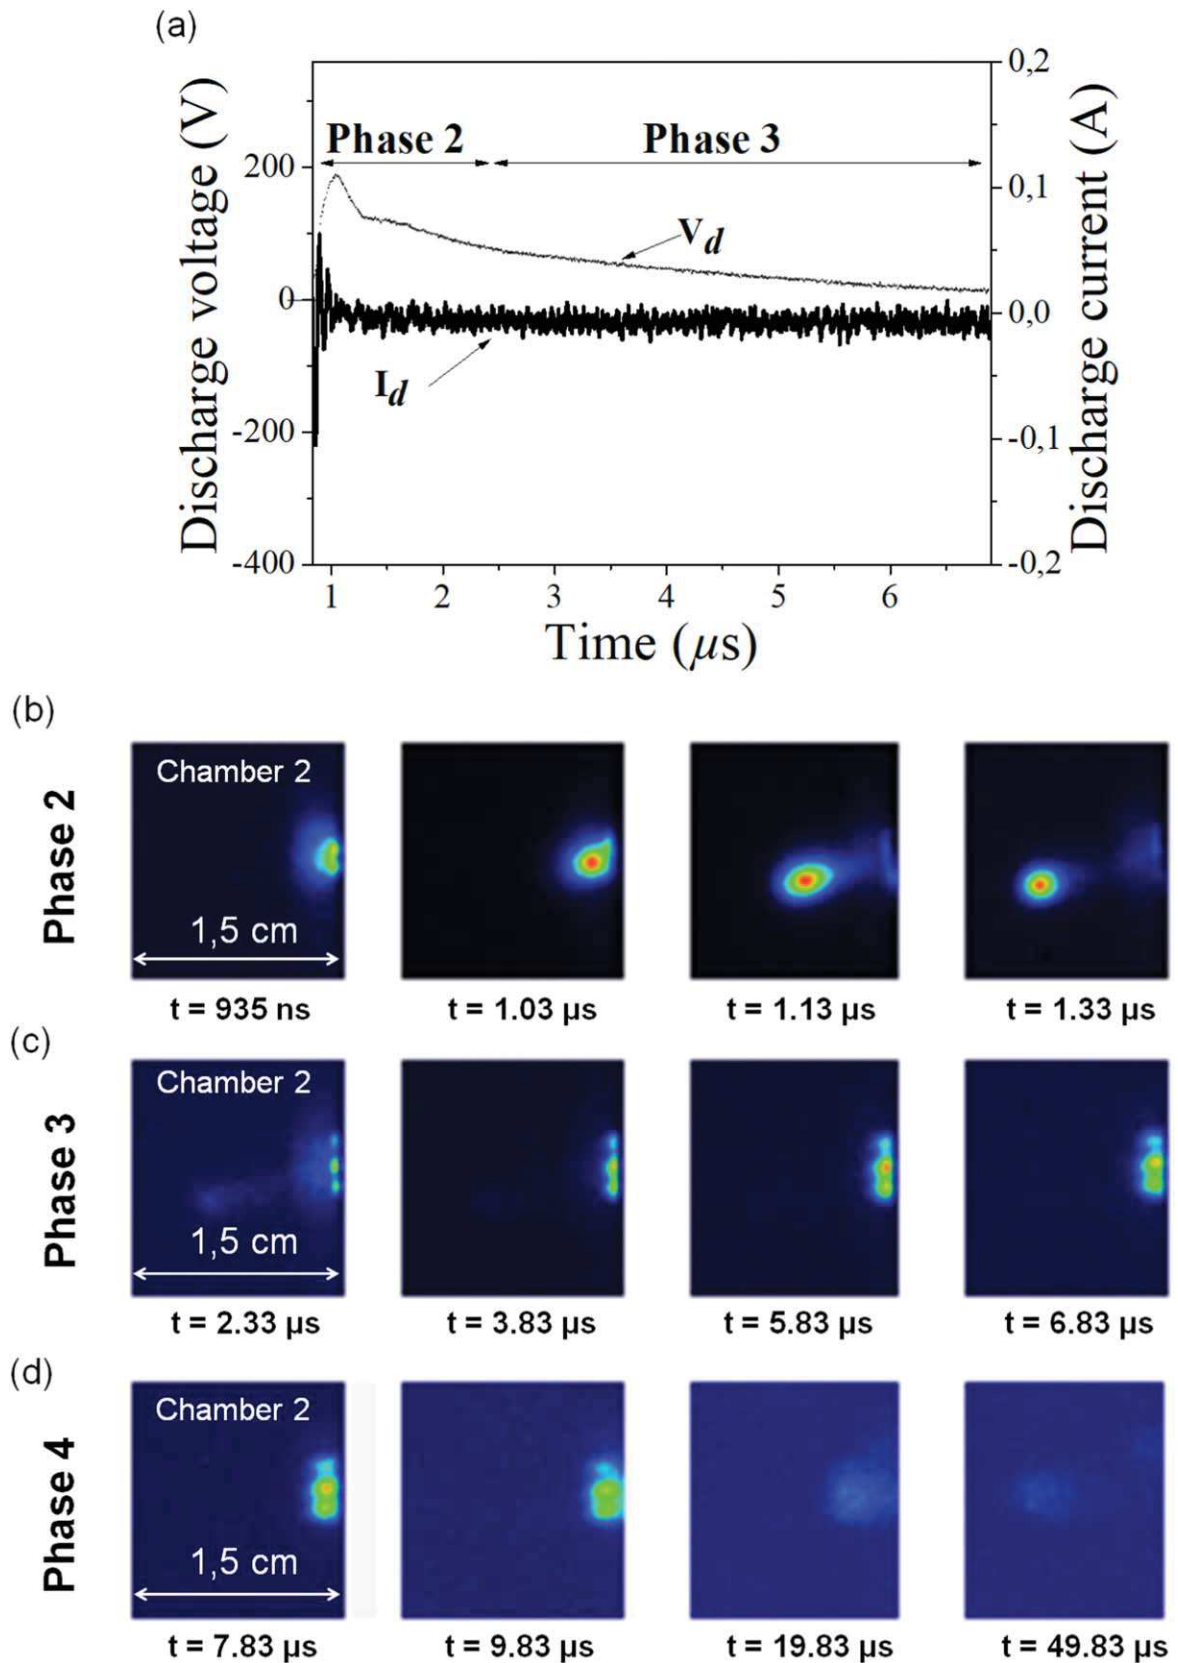 (a)
Discharge voltage (V)
Discharge current (A)
200
0
-200
-400
0,2
0,1
0,0
-0,1
-0,2
Phase 2
Phase 3
Vd
Id
1 2 3 4 5 6
Time (μs)
(b)
Phase 2
Chamber 2
1,5 cm
t = 935 ns t = 1.03 μs t = 1.13 μs t = 1.33 μs
(c)
Phase 3
Chamber 2
1,5 cm
t = 2.33 μs t = 3.83 μs t = 5.83 μs t = 6.83 μs
(d)
Phase 4
Chamber 2
1,5 cm
t = 7.83 μs t = 9.83 μs t = 19.83 μs t = 49.83 μs